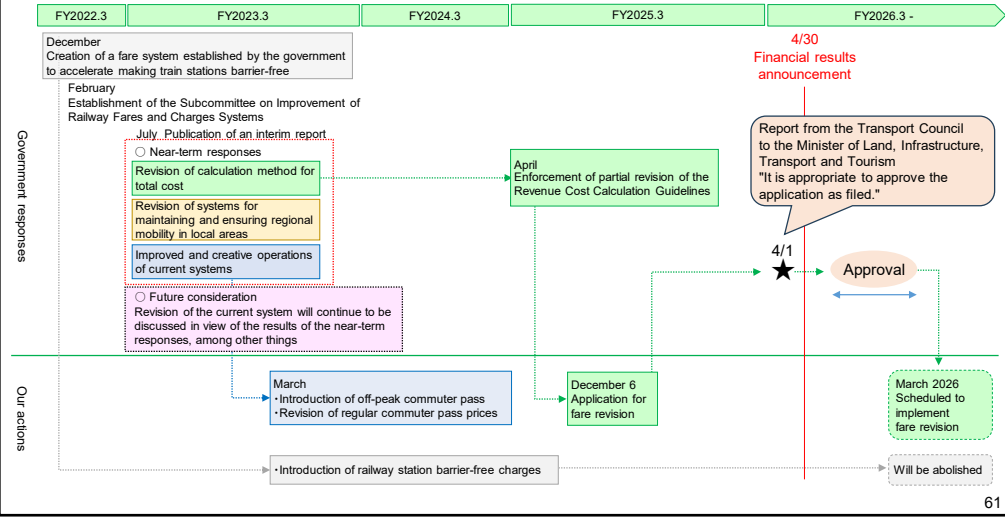 FY2022.3
FY2023.3
FY2024.3
FY2025.3
FY2026.3 -
4/30
Financial results
announcement
Government responses
December
Creation of a fare system established by the government
to accelerate making train stations barrier-free
February
Establishment of the Subcommittee on Improvement of
Railway Fares and Charges Systems
July Publication of an interim report
○ Near-term responses
Revision of calculation method for
total cost
Revision of systems for
maintaining and ensuring regional
mobility in local areas
Improved and creative operations
of current systems
○ Future consideration
Revision of the current system will continue to be
discussed in view of the results of the near-term
responses, among other things
April
Enforcement of partial revision of the
Revenue Cost Calculation Guidelines
Report from the Transport Council
to the Minister of Land, Infrastructure,
Transport and Tourism
"It is appropriate to approve the
application as filed."
4/1
★
Approval
Our actions
March
・Introduction of off-peak commuter pass
・Revision of regular commuter pass prices
December 6
Application for
fare revision
March 2026
Scheduled to
implement
fare revision
・Introduction of railway station barrier-free charges
Will be abolished
61